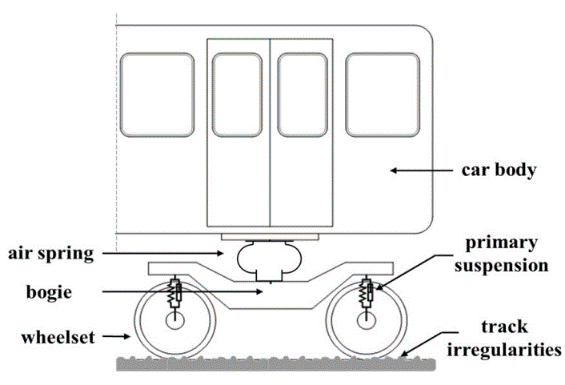 car body
air spring
primary
suspension
bogie
wheelset
track
irregularities